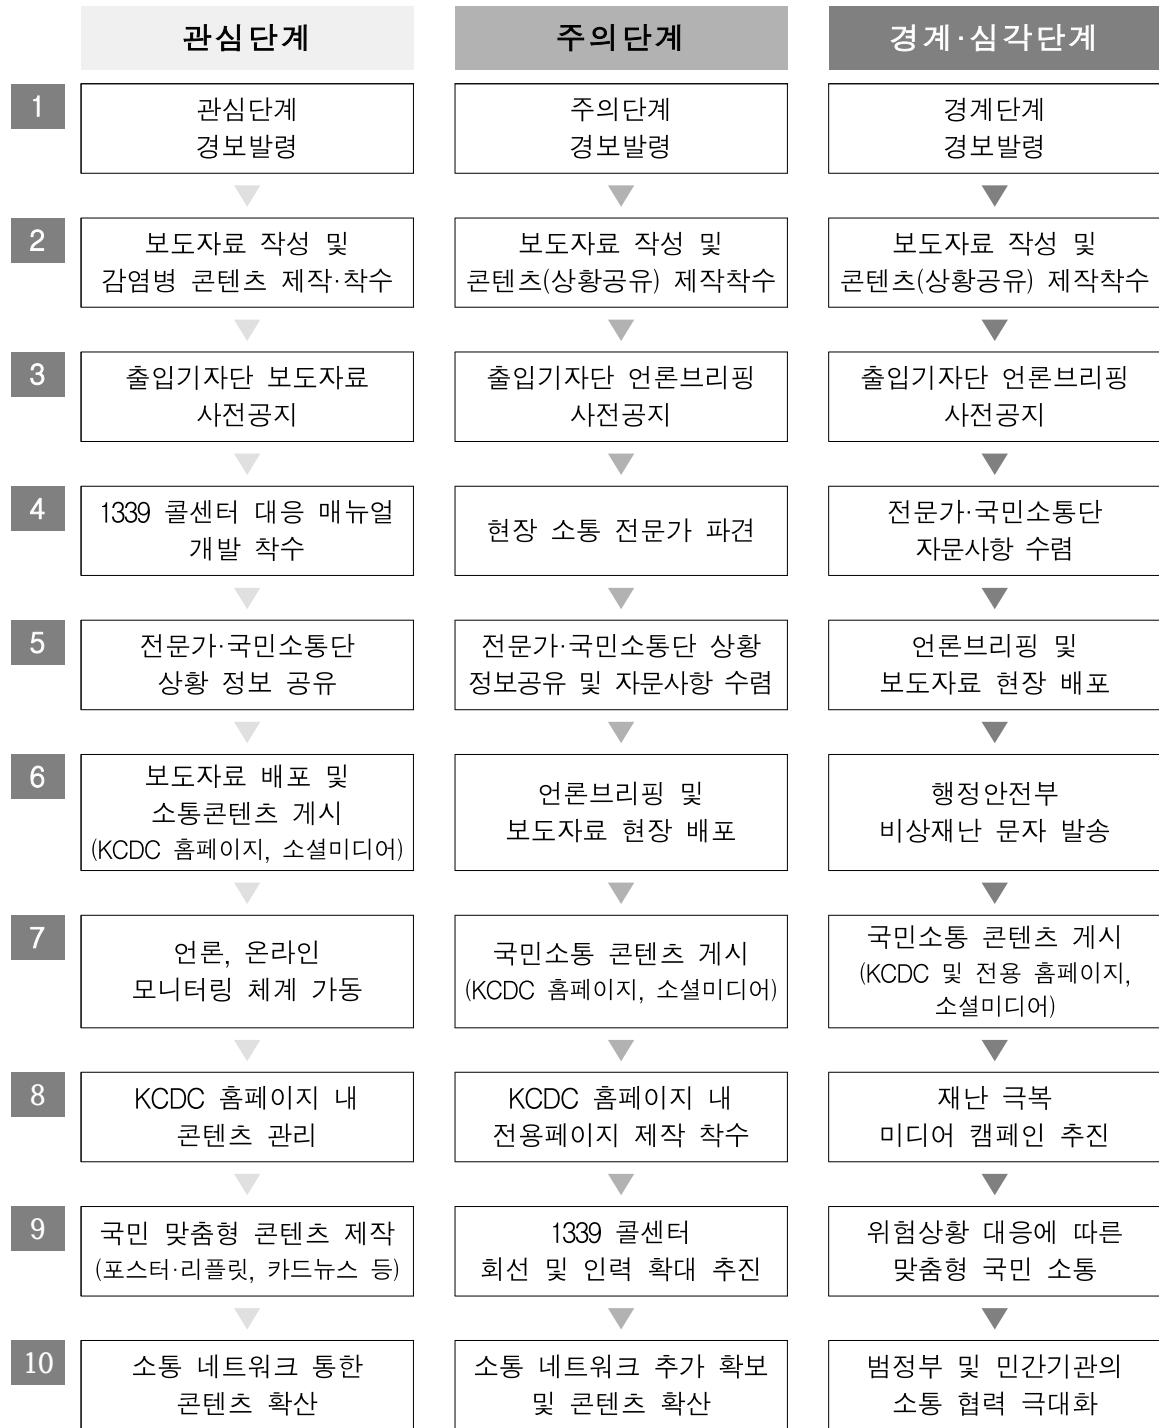 관심단계
주의단계
경계·심각단계
1
관심단계
경보발령
주의단계
경보발령
경계단계
경보발령
2
보도자료 작성 및
감염병 콘텐츠 제작·착수
보도자료 작성 및
콘텐츠(상황공유) 제작착수
보도자료 작성 및
콘텐츠(상황공유) 제작착수
3
출입기자단 보도자료
사전공지
출입기자단 언론브리핑
사전공지
출입기자단 언론브리핑
사전공지
4
1339 콜센터 대응 매뉴얼
개발 착수
현장 소통 전문가 파견
전문가·국민소통단
자문사항 수렴
5
전문가·국민소통단
상황 정보 공유
전문가·국민소통단 상황
정보공유 및 자문사항 수렴
언론브리핑 및
보도자료 현장 배포
6
보도자료 배포 및
소통콘텐츠 게시
(KCDC 홈페이지, 소셜미디어)
언론브리핑 및
보도자료 현장 배포
행정안전부
비상재난 문자 발송
7
언론, 온라인
모니터링 체계 가동
국민소통 콘텐츠 게시
(KCDC 홈페이지, 소셜미디어)
국민소통 콘텐츠 게시
(KCDC 및 전용 홈페이지,
소셜미디어)
8
KCDC 홈페이지 내
콘텐츠 관리
KCDC 홈페이지 내
전용페이지 제작 착수
재난 극복
미디어 캠페인 추진
9
국민 맞춤형 콘텐츠 제작
(포스터·리플릿, 카드뉴스 등)
1339 콜센터
회선 및 인력 확대 추진
위험상황 대응에 따른
맞춤형 국민 소통
10
소통 네트워크 통한
콘텐츠 확산
소통 네트워크 추가 확보
및 콘텐츠 확산
범정부 및 민간기관의
소통 협력 극대화